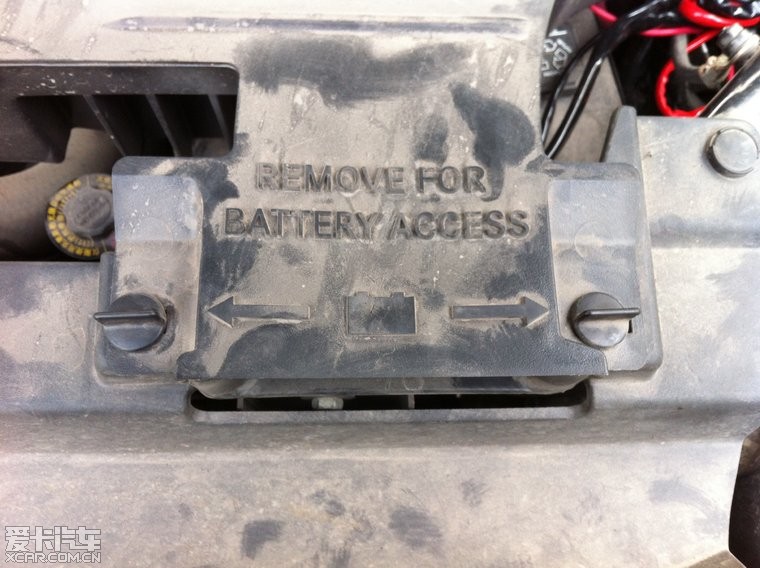 REMOVE FOR
BATTERY ACCESS
爱卡汽车
XCAR.COM.CN